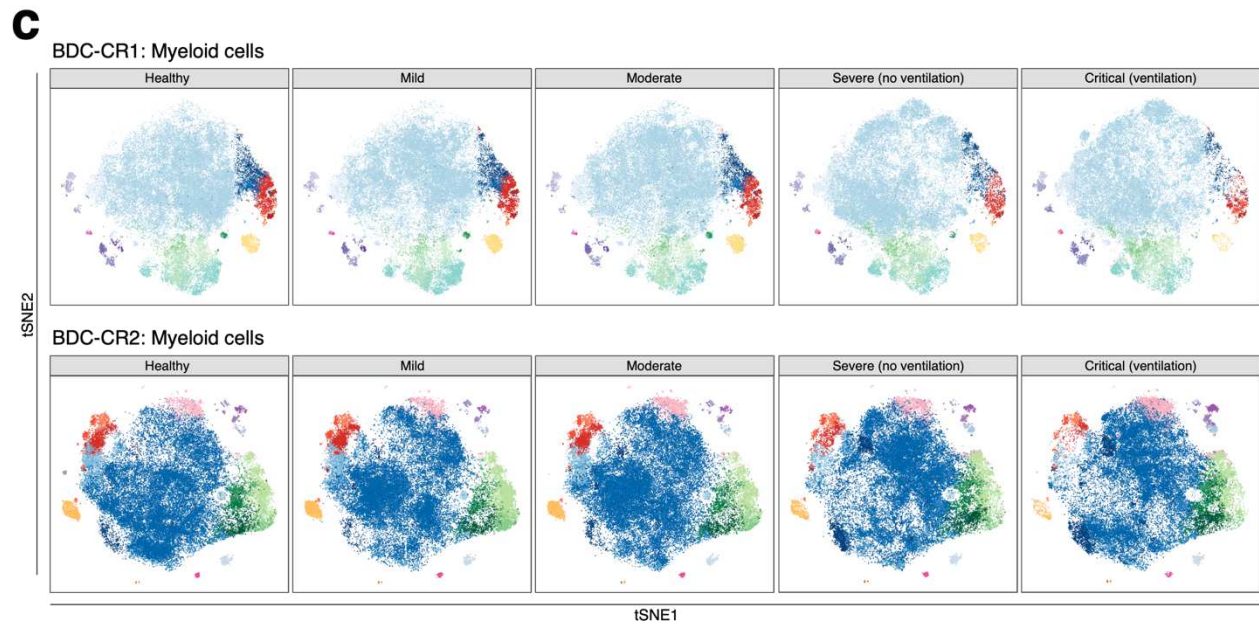 C
BDC-CR1: Myeloid cells
Healthy Mild Moderate Severe (no ventilation) Critical (ventilation)
tSNE2
BDC-CR2: Myeloid cells
Healthy Mild Moderate Severe (no ventilation) Critical (ventilation)
tSNE1